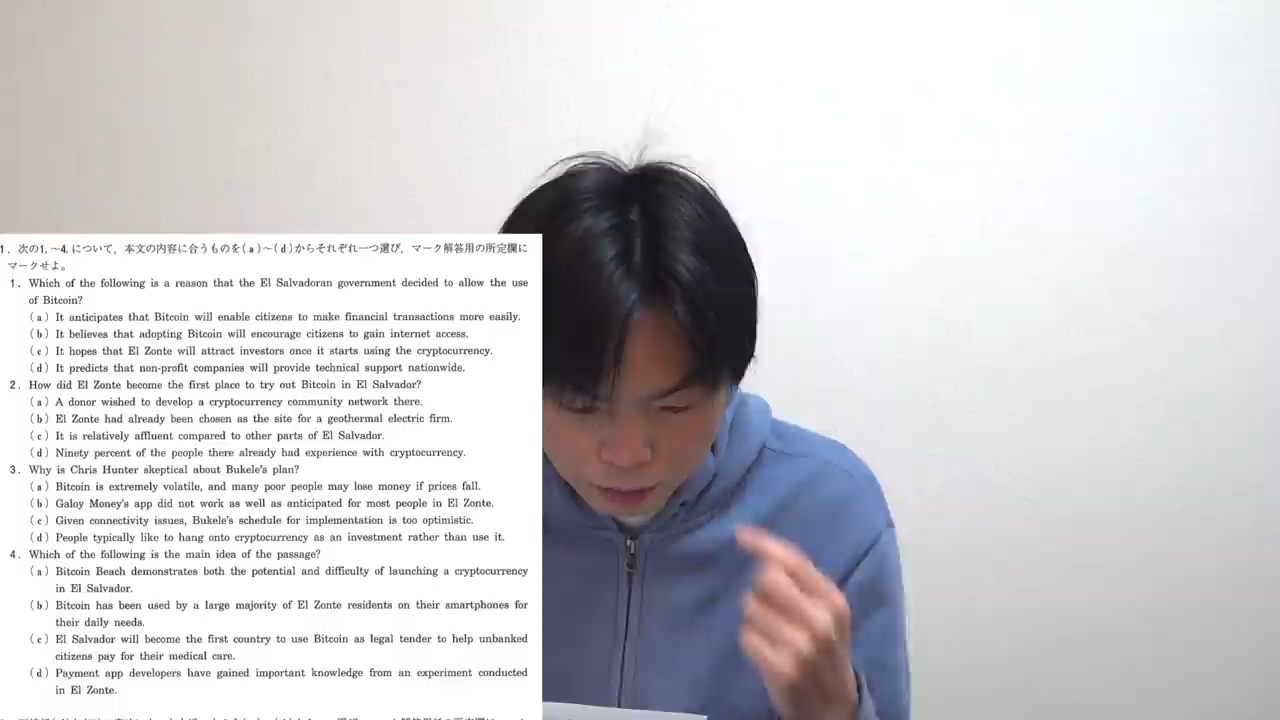 1. 次の1.~4.について，本文の内容に合うものを(a)~(d)からそれぞれ一つ選び，マーク解答用の所定欄に
マークせよ。
1. Which of the following is a reason that the El Salvadoran government decided to allow the use
of Bitcoin?
(a) It anticipates that Bitcoin will enable citizens to make financial transactions more easily.
(b) It believes that adopting Bitcoin will encourage citizens to gain internet access.
(c) It hopes that El Zonte will attract investors once it starts using the cryptocurrency.
(d) It predicts that non-profit companies will provide technical support nationwide.
2. How did El Zonte become the first place to try out Bitcoin in El Salvador?
(a) A donor wished to develop a cryptocurrency community network there.
(b) El Zonte had already been chosen as the site for a geothermal electric firm.
(c) It is relatively affluent compared to other parts of El Salvador.
(d) Ninety percent of the people there already had experience with cryptocurrency.
3. Why is Chris Hunter skeptical about Bukele's plan?
(a) Bitcoin is extremely volatile, and many poor people may lose money if prices fall.
(b) Galoy Money's app did not work as well as anticipated for most people in El Zonte.
(c) Given connectivity issues, Bukele's schedule for implementation is too optimistic.
(d) People typically like to hang onto cryptocurrency as an investment rather than use it.
4. Which of the following is the main idea of the passage?
(a) Bitcoin Beach demonstrates both the potential and difficulty of launching a cryptocurrency
in El Salvador.
(b) Bitcoin has been used by a large majority of El Zonte residents on their smartphones for
their daily needs.
(c) El Salvador will become the first country to use Bitcoin as legal tender to help unbanked
citizens pay for their medical care.
(d) Payment app developers have gained important knowledge from an experiment conducted
in El Zonte.